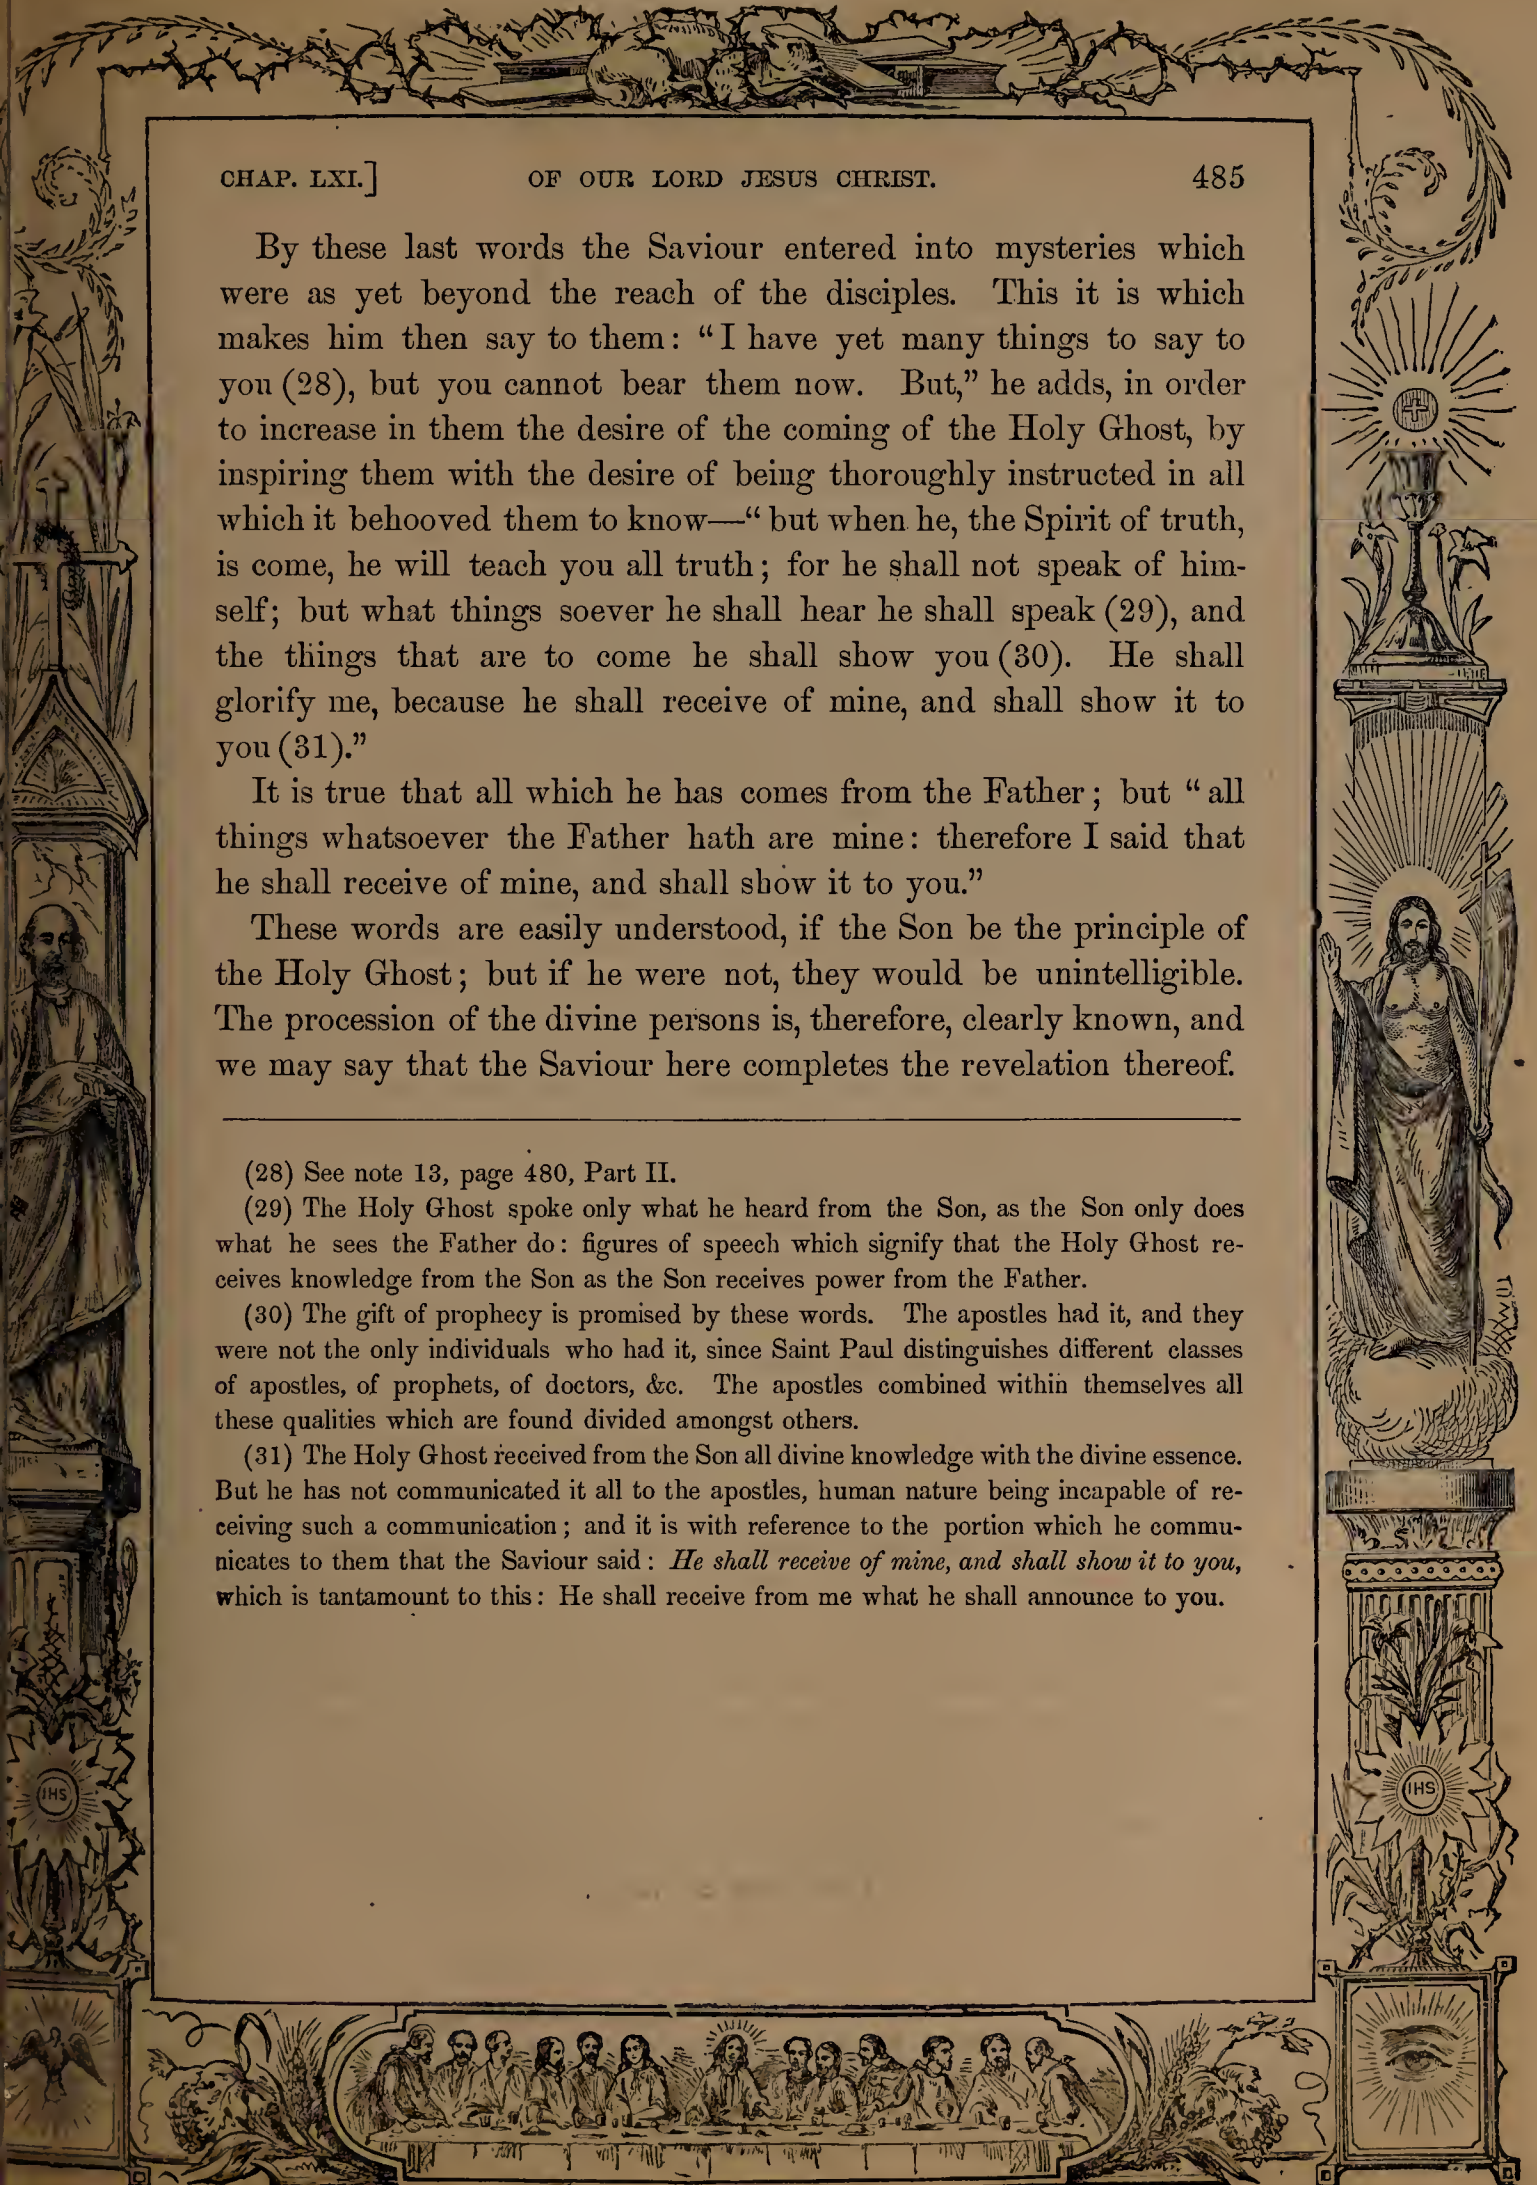 CHAP. LXI.] OF OUR LORD JESUS CHRIST. 485
By these last words the Saviour entered into mysteries which
were as yet beyond the reach of the disciples. This it is which
makes him then say to them: “I have yet many things to say to
you (28), but you cannot bear them now. But,” he adds, in order
to increase in them the desire of the coming of the Holy Ghost, by
inspiring them with the desire of being thoroughly instructed in all
which it behooved them to know—“but when he, the Spirit of truth,
is come, he will teach you all truth; for he shall not speak of him-
self; but what things soever he shall hear he shall speak (29), and
the things that are to come he shall show you (30). He shall
glorify me, because he shall receive of mine, and shall show it to
you (31).”
It is true that all which he has comes from the Father; but “all
things whatsoever the Father hath are mine: therefore I said that
he shall receive of mine, and shall show it to you.”
These words are easily understood, if the Son be the principle of
the Holy Ghost; but if he were not, they would be unintelligible.
The procession of the divine persons is, therefore, clearly known, and
we may say that the Saviour here completes the revelation thereof.
(28) See note 13, page 480, Part II.
(29) The Holy Ghost spoke only what he heard from the Son, as the Son only does
what he sees the Father do: figures of speech which signify that the Holy Ghost re-
ceives knowledge from the Son as the Son receives power from the Father.
(30) The gift of prophecy is promised by these words. The apostles had it, and they
were not the only individuals who had it, since Saint Paul distinguishes different classes
of apostles, of prophets, of doctors, &c. The apostles combined within themselves all
these qualities which are found divided amongst others.
(31) The Holy Ghost received from the Son all divine knowledge with the divine essence.
But he has not communicated it all to the apostles, human nature being incapable of re-
ceiving such a communication; and it is with reference to the portion which he commu-
nicates to them that the Saviour said: He shall receive of mine, and shall show it to you,
which is tantamount to this: He shall receive from me what he shall announce to you.
IHS
IHS